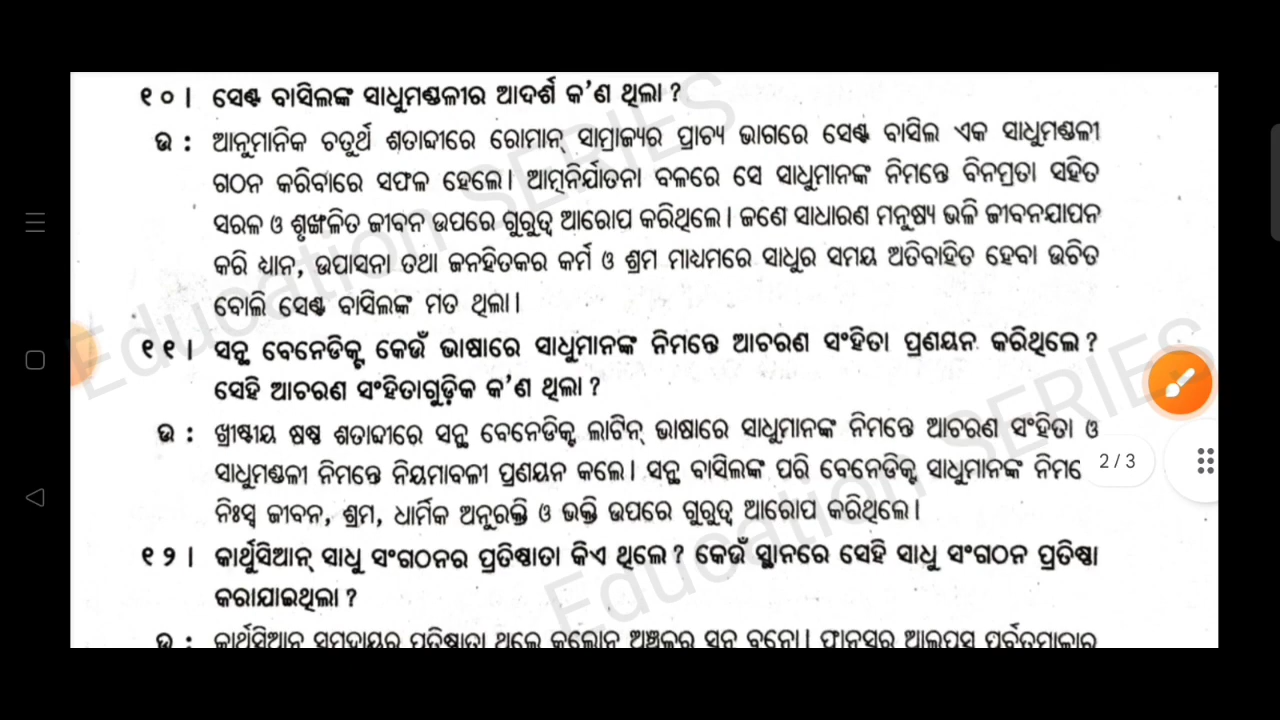 ୧୦। ସେଣ୍ଟ ବାସିଲଙ୍କ ସାଧୁମଣ୍ଡଳୀର ଆଦର୍ଶ କ'ଣ ଥିଲା ?
ଉ : ଆନୁମାନିକ ଚତୁର୍ଥ ଶତାବ୍ଦୀରେ ରୋମାନ୍ ସାମ୍ରାଜ୍ୟର ପ୍ରାଚ୍ୟ ଭାଗରେ ସେଣ୍ଟ ବାସିଲ ଏକ ସାଧୁମଣ୍ଡଳୀ
ଗଠନ କରିବାରେ ସଫଳ ହେଲେ। ଆତ୍ମନିର୍ଯାତନା ବଳରେ ସେ ସାଧୁମାନଙ୍କ ନିମନ୍ତେ ବିନମ୍ରତା ସହିତ
ସରଳ ଓ ଶୃଙ୍ଖଳିତ ଜୀବନ ଉପରେ ଗୁରୁତ୍ୱ ଆରୋପ କରିଥିଲେ। ଜଣେ ସାଧାରଣ ମନୁଷ୍ୟ ଭଳି ଜୀବନଯାପନ
କରି ଧ୍ୟାନ, ଉପାସନା ତଥା ଜନହିତକର କର୍ମ ଓ ଶ୍ରମ ମାଧ୍ୟମରେ ସାଧୁର ସମୟ ଅତିବାହିତ ହେବା ଉଚିତ
ବୋଲି ସେଣ୍ଟ ବାସିଲଙ୍କ ମତ ଥିଲା।
୧୧। ସନ୍ଥ ବେନେଡିକ୍ଟ କେଉଁ ଭାଷାରେ ସାଧୁମାନଙ୍କ ନିମନ୍ତେ ଆଚରଣ ସଂହିତା ପ୍ରଣୟନ କରିଥିଲେ ?
ସେହି ଆଚରଣ ସଂହିତାଗୁଡ଼ିକ କ'ଣ ଥିଲା ?
ଉ : ଖ୍ରୀଷ୍ଟୀୟ ଷଷ୍ଠ ଶତାବ୍ଦୀରେ ସନ୍ଥ ବେନେଡିକ୍ଟ ଲାଟିନ୍ ଭାଷାରେ ସାଧୁମାନଙ୍କ ନିମନ୍ତେ ଆଚରଣ ସଂହିତା ଓ
ସାଧୁମଣ୍ଡଳୀ ନିମନ୍ତେ ନିୟମାବଳୀ ପ୍ରଣୟନ କଲେ। ସନ୍ଥ ବାସିଲଙ୍କ ପରି ବେନେଡିକ୍ଟ ସାଧୁମାନଙ୍କ
ନିଃସ୍ୱ ଜୀବନ, ଶ୍ରମ, ଧାର୍ମିକ ଅନୁରକ୍ତି ଓ ଭକ୍ତି ଉପରେ ଗୁରୁତ୍ୱ ଆରୋପ କରିଥିଲେ।
2 / 3
୧୨। କାର୍ଥୁସିଆନ୍ ସାଧୁ ସଂଗଠନର ପ୍ରତିଷ୍ଠାତା କିଏ ଥିଲେ ? କେଉଁ ସ୍ଥାନରେ ସେହି ସାଧୁ ସଂଗଠନ ପ୍ରତିଷ୍ଠା
କରାଯାଇଥିଲା ?
ଉ :
Education SERIES
Education SERIES